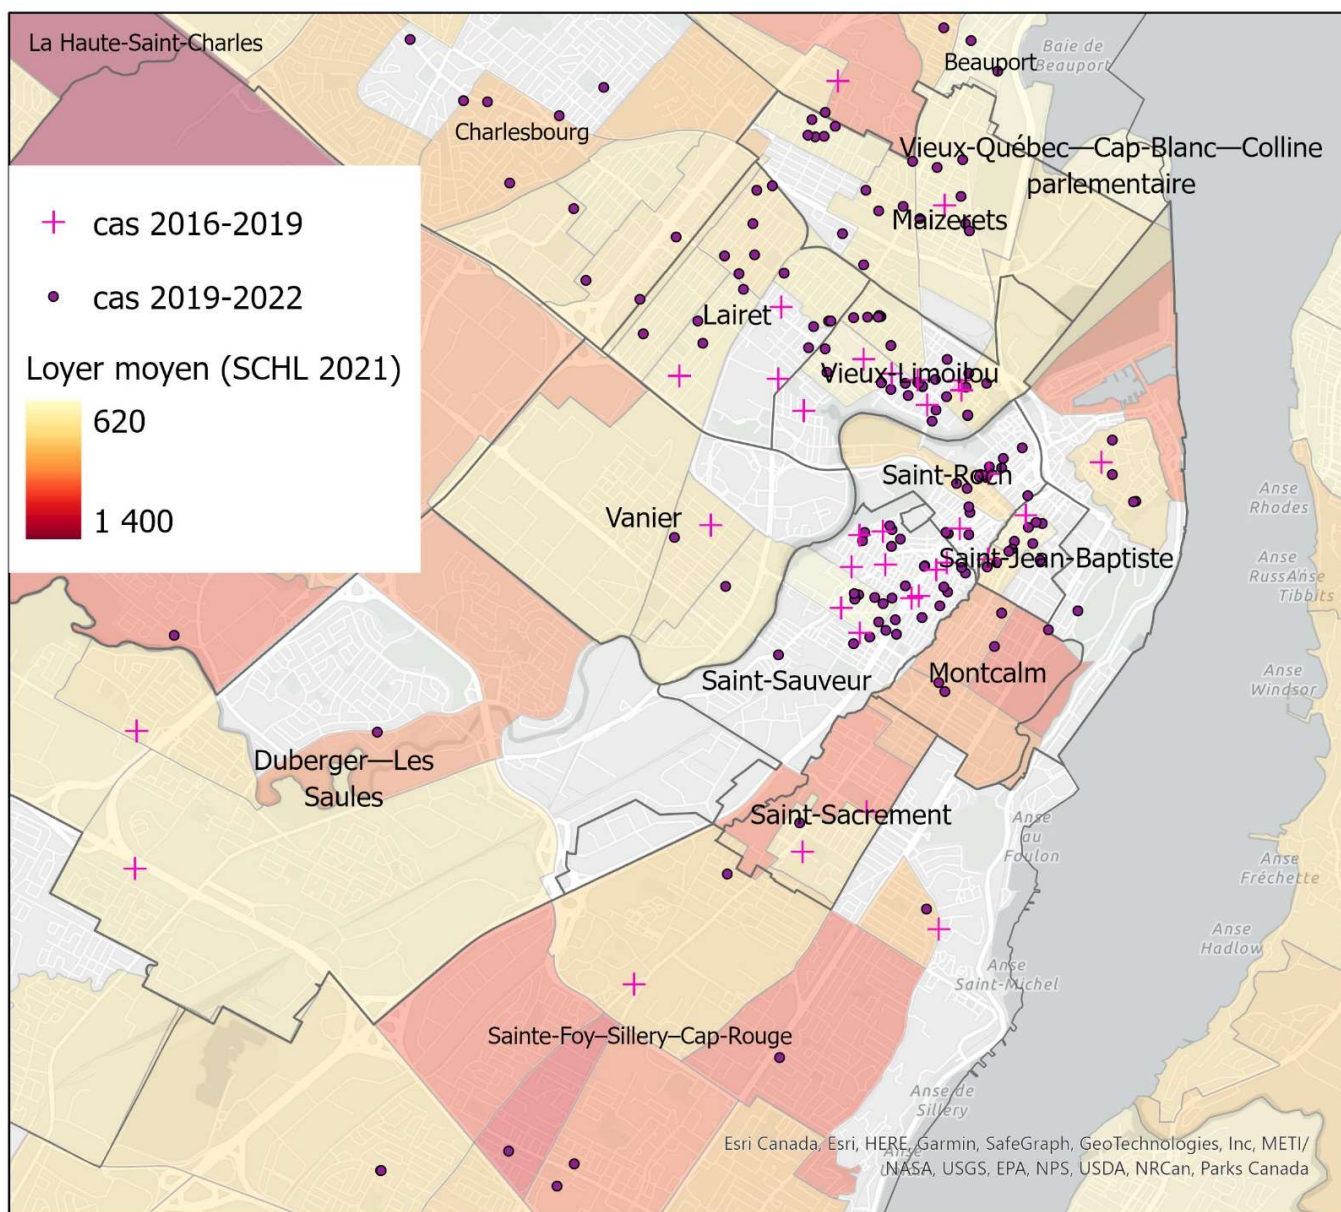 La Haute-Saint-Charles
Baie de
Beauport
Beauport
Charlesbourg
Vieux-Québec—Cap-Blanc—Colline
parlementaire
cas 2016-2019
Maizerets
cas 2019-2022
Lairet
Loyer moyen (SCHL 2021)
Vieux-Limoilou
620
Saint-Roch
Anse
Rhodes
1 400
Vanier
Saint-Jean-Baptiste
Anse
Tibbits
Saint-Sauveur
Montcalm
Anse
Windsor
Duberger—Les
Saules
Saint-Sacrement
Anse
au
Foulon
Anse
Fréchette
Anse
Hadlow
Anse
Saint-Michel
Sainte-Foy–Sillery–Cap-Rouge
Anse de
Sillery
Esri Canada, Esri, HERE, Garmin, SafeGraph, GeoTechnologies, Inc, METI/
NASA, USGS, EPA, NPS, USDA, NRCan, Parks Canada